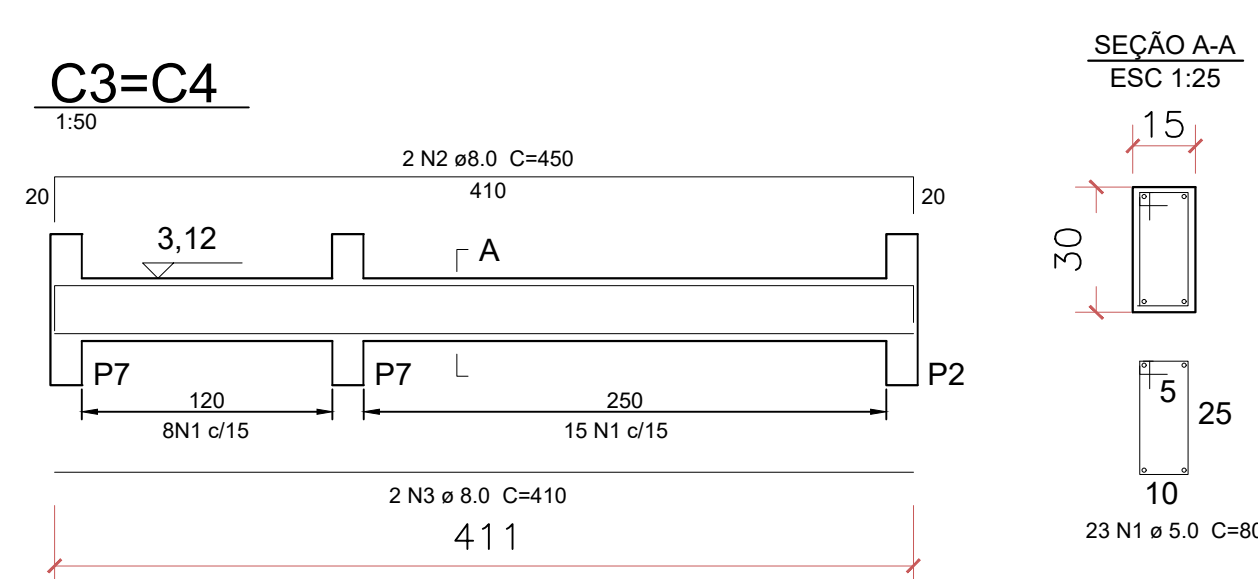 C3=C4
1:50
2 N2 ø8.0 C=450
20
410
20
3,12
A
P7
P7
P2
120
250
8N1 c/15
15 N1 c/15
2 N3 ø 8.0 C=410
411
SEÇÃO A-A
ESC 1:25
15
30
5
25
10
23 N1 ø 5.0 C=80